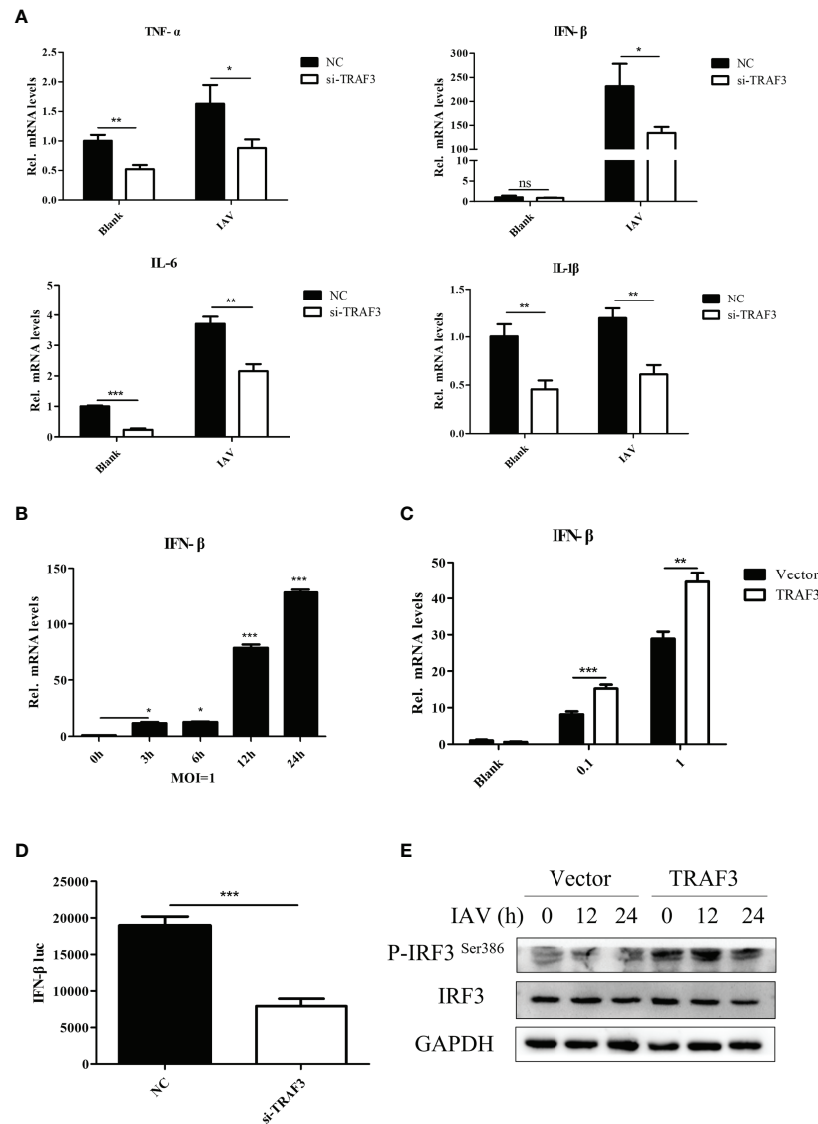 A
TNF- α
Rel. mRNA levels
2.5
2.0
1.5
1.0
0.5
0.0
**
*
Blank
IAV
NC
si-TRAF3
IFN- β
Rel. mRNA levels
300
250
200
150
100
10
5
0
ns
*
Blank
IAV
NC
si-TRAF3
IL-6
Rel. mRNA levels
5
4
3
2
1
0
***
**
Blank
IAV
NC
si-TRAF3
IL-1β
Rel. mRNA levels
1.5
1.0
0.5
0.0
**
**
Blank
IAV
NC
si-TRAF3
B
IFN- β
Rel. mRNA levels
150
100
50
0
*
*
***
***
0h
3h
6h
12h
24h
MOI=1
C
IFN- β
Rel. mRNA levels
50
40
30
20
10
0
***
**
Blank
0.1
1
Vector
TRAF3
D
IFN-β luc
25000
20000
15000
10000
5000
0
***
NC
si-TRAF3
E
Vector TRAF3
IAV (h) 0 12 24 0 12 24
P-IRF3 Ser386
IRF3
GAPDH